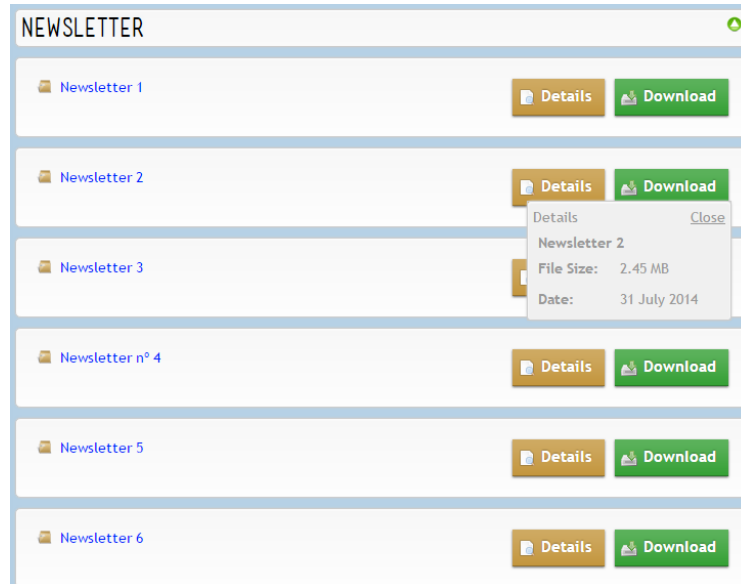 NEWSLETTER
Newsletter 1
Details Download
Newsletter 2
Details Download
Details Close
Newsletter 2
File Size: 2.45 MB
Date: 31 July 2014
Newsletter 3
Newsletter nº 4
Details Download
Newsletter 5
Details Download
Newsletter 6
Details Download